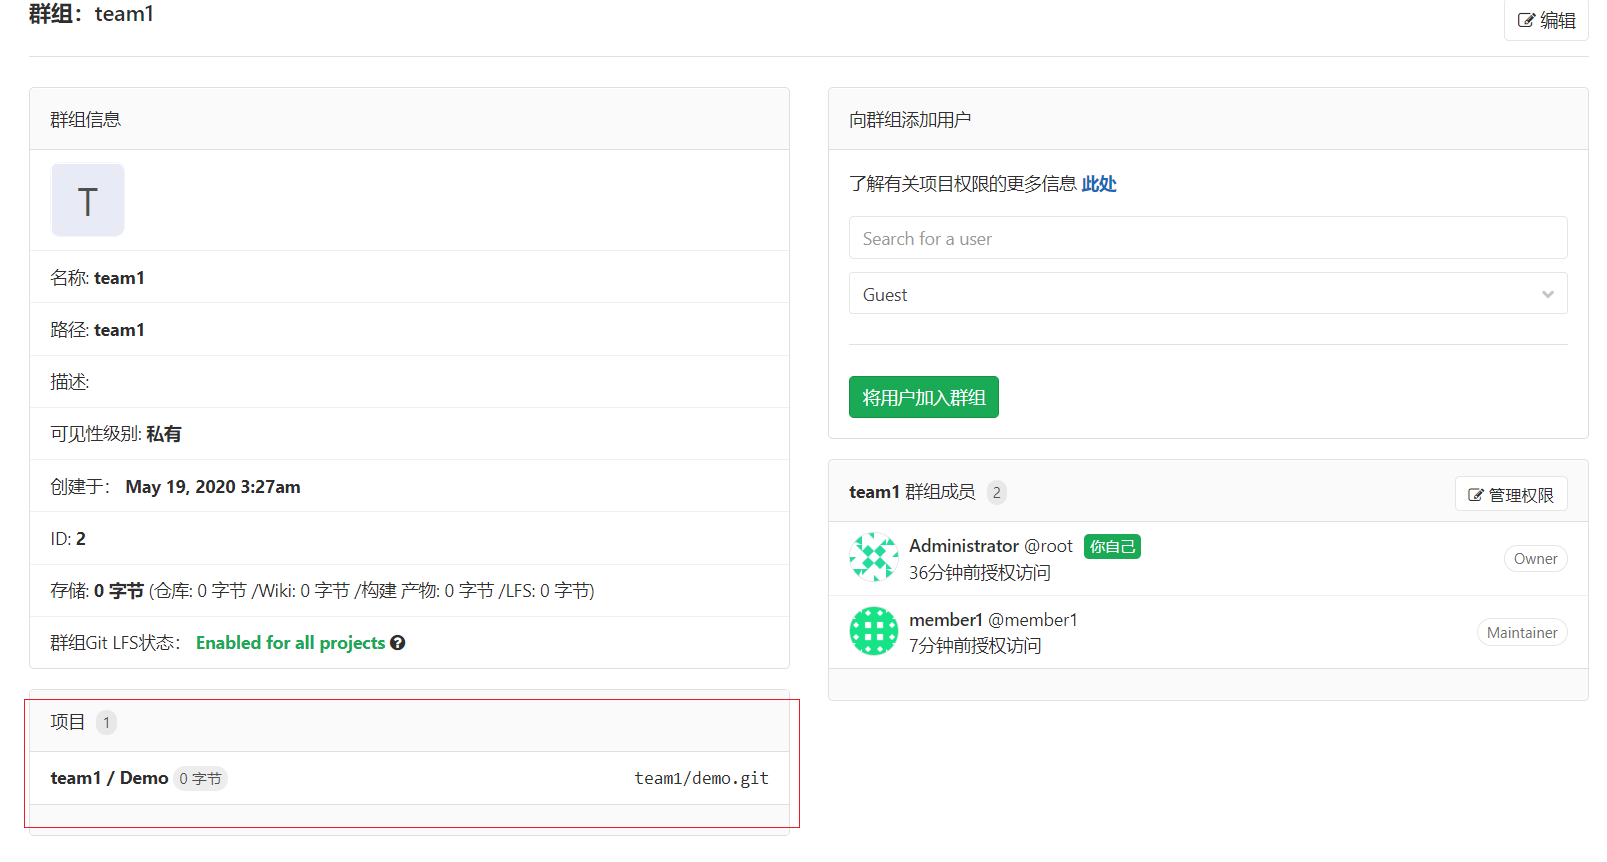 群组：team1
编辑
群组信息
T
名称: team1
路径: team1
描述:
可见性级别: 私有
创建于： May 19, 2020 3:27am
ID: 2
存储: 0 字节 (仓库: 0 字节 /Wiki: 0 字节 /构建 产物: 0 字节 /LFS: 0 字节)
群组Git LFS状态： Enabled for all projects
项目 1
team1 / Demo 0 字节 team1/demo.git
向群组添加用户
了解有关项目权限的更多信息 此处
Search for a user
Guest
将用户加入群组
team1 群组成员 2 管理权限
Administrator @root 你自己
36分钟前授权访问
Owner
member1 @member1
7分钟前授权访问
Maintainer